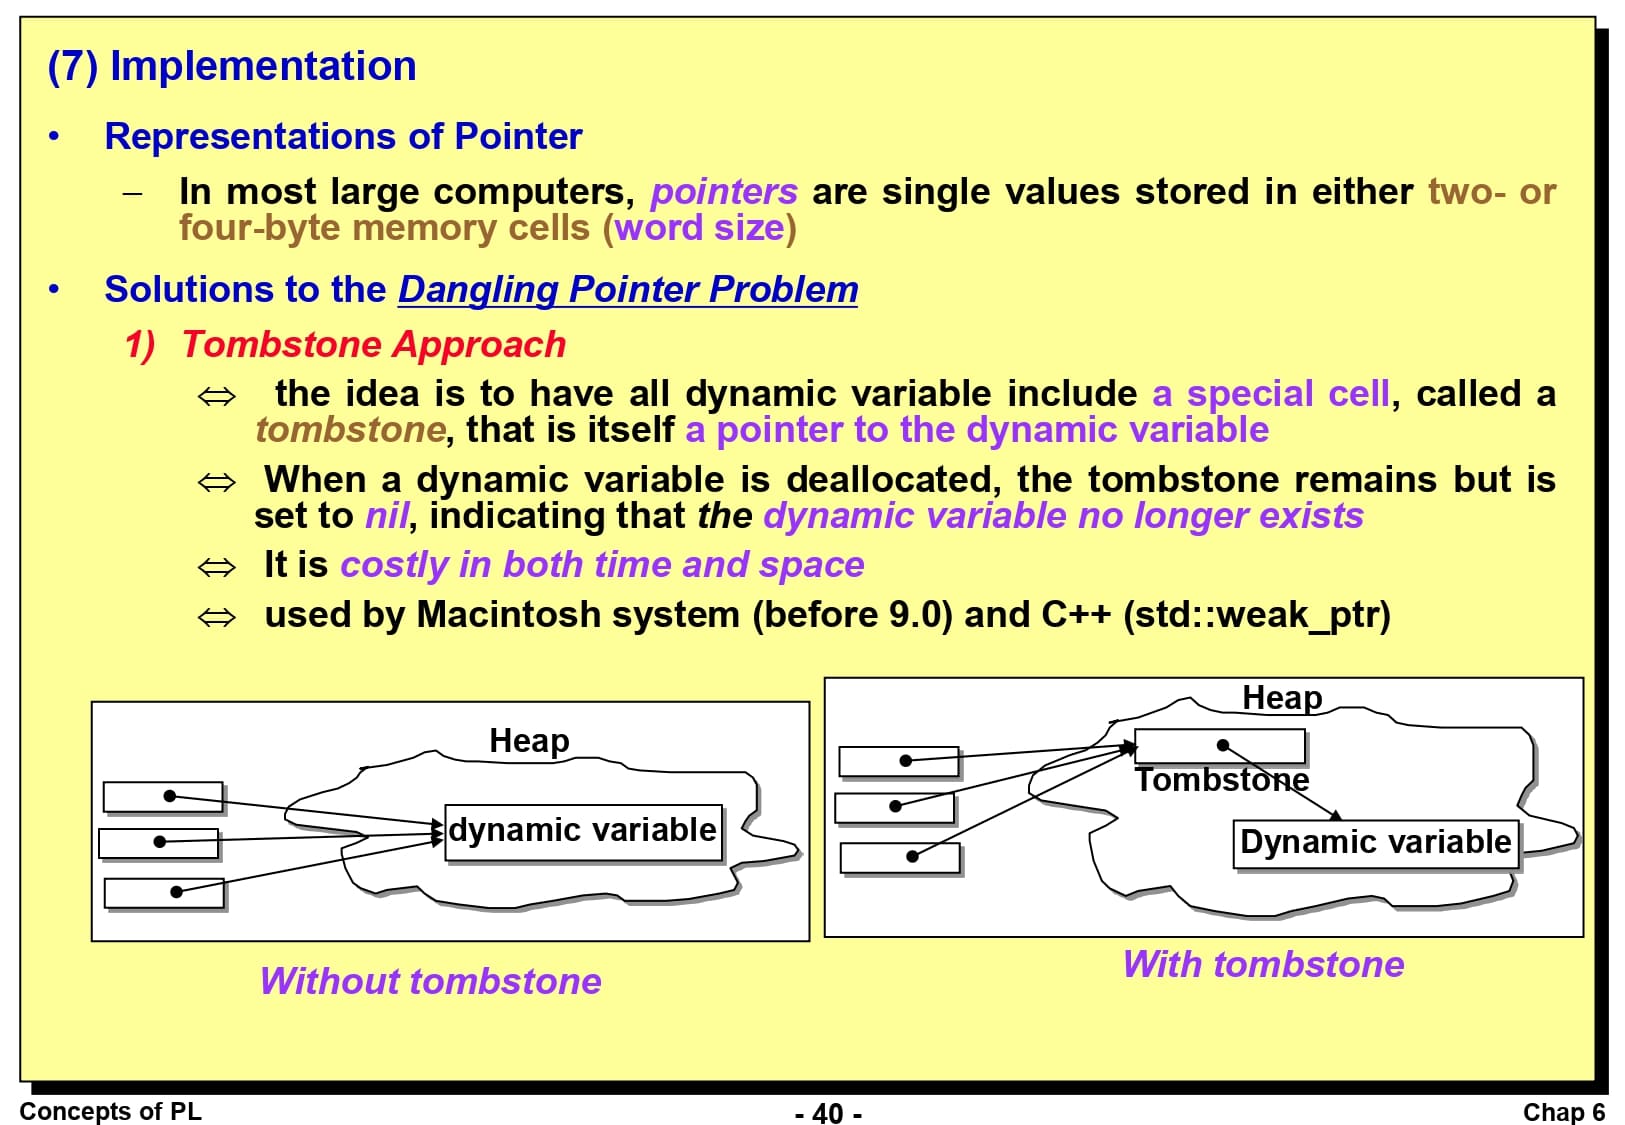 (7) Implementation
• Representations of Pointer
– In most large computers, pointers are single values stored in either two- or
four-byte memory cells (word size)
• Solutions to the Dangling Pointer Problem
1) Tombstone Approach
⇔ the idea is to have all dynamic variable include a special cell, called a
tombstone, that is itself a pointer to the dynamic variable
⇔ When a dynamic variable is deallocated, the tombstone remains but is
set to nil, indicating that the dynamic variable no longer exists
⇔ It is costly in both time and space
⇔ used by Macintosh system (before 9.0) and C++ (std::weak_ptr)
Heap
dynamic variable
Without tombstone
Heap
Tombstone
Dynamic variable
With tombstone
Concepts of PL
- 40 -
Chap 6